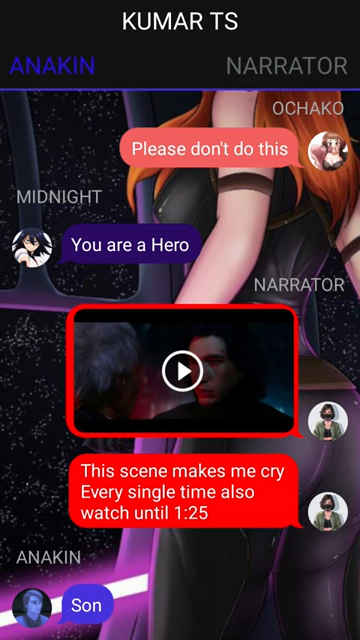 KUMAR TS
ANAKIN
NARRATOR
OCHAKO
Please don't do this
MIDNIGHT
You are a Hero
NARRATOR
This scene makes me cry
Every single time also
watch until 1:25
ANAKIN
Son